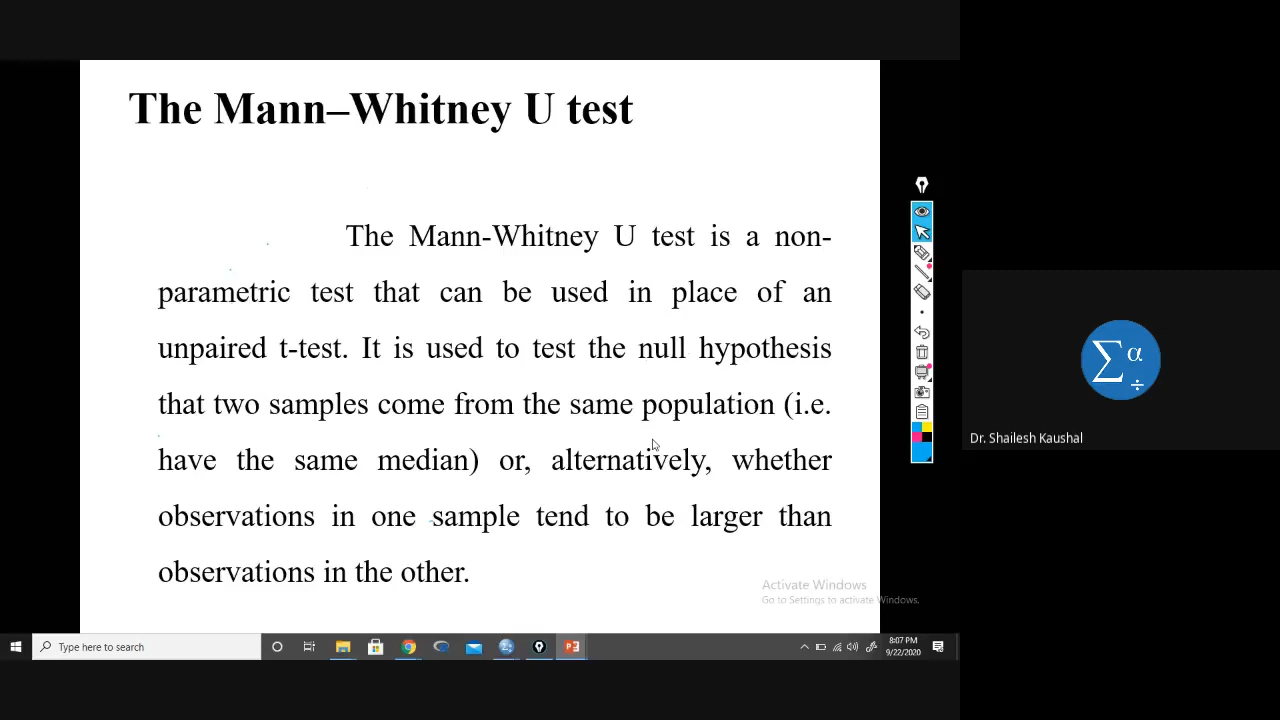 The Mann–Whitney U test
The Mann-Whitney U test is a non-
parametric test that can be used in place of an
unpaired t-test. It is used to test the null hypothesis
that two samples come from the same population (i.e.
have the same median) or, alternatively, whether
observations in one sample tend to be larger than
observations in the other.
Activate Windows
Go to Settings to activate Windows.
Σ α ÷
Dr. Shailesh Kaushal
Type here to search
8:07 PM
9/22/2020